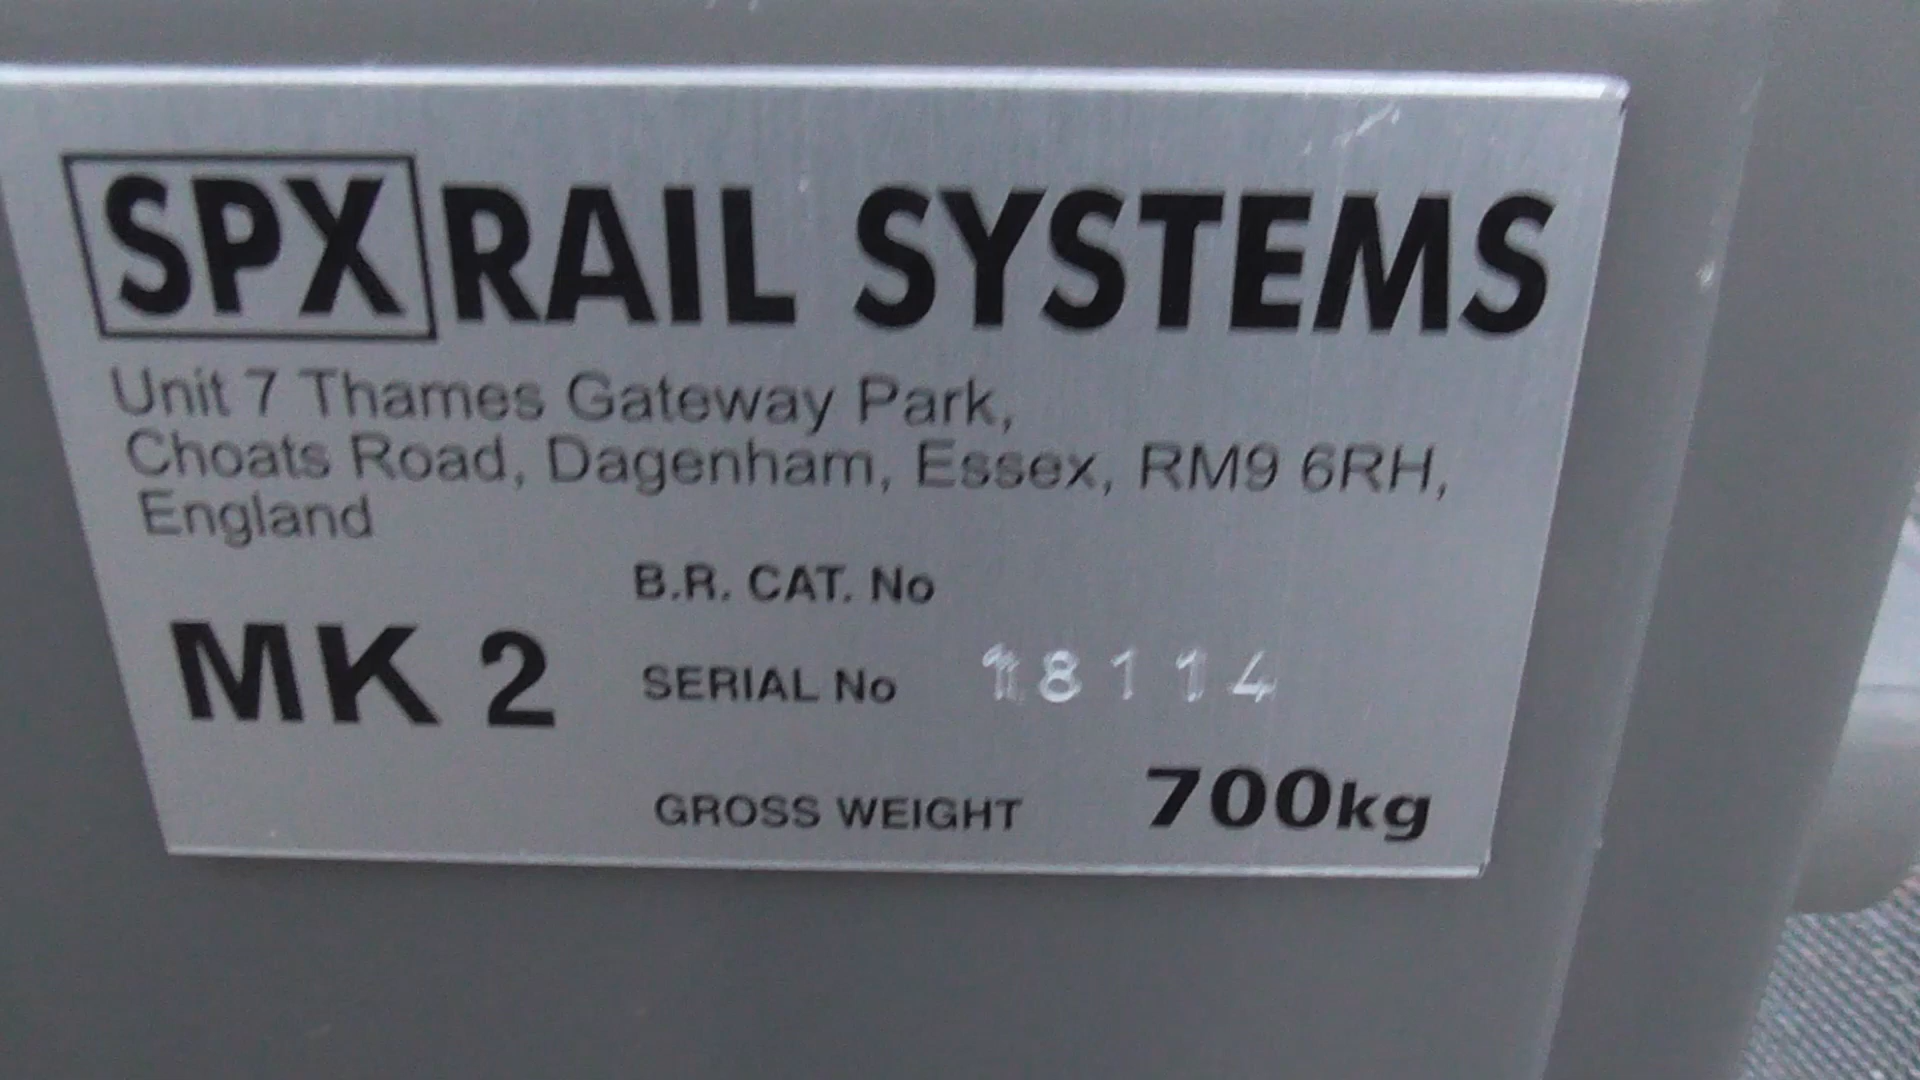 SPX RAIL SYSTEMS
Unit 7 Thames Gateway Park,
Choats Road, Dagenham, Essex, RM9 6RH,
England
B.R. CAT. No
MK 2
SERIAL No 18114
GROSS WEIGHT 700kg